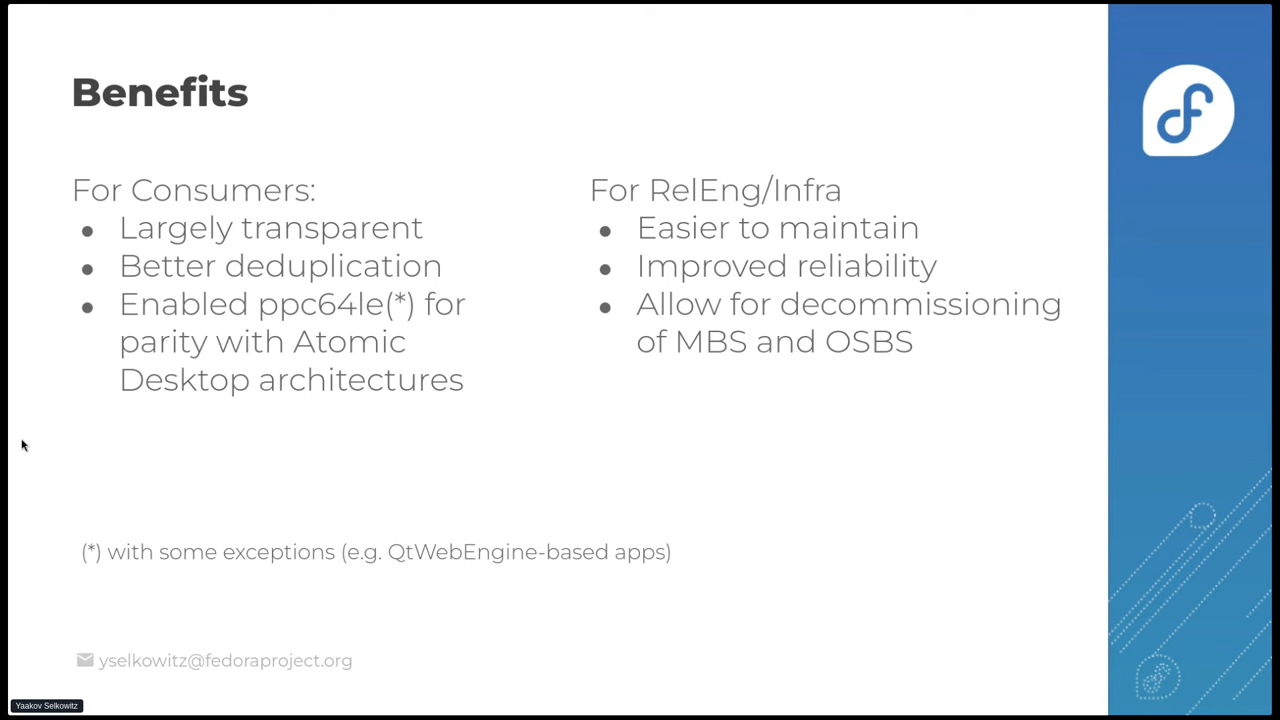 Benefits
For Consumers:
● Largely transparent
● Better deduplication
● Enabled ppc64le(*) for
parity with Atomic
Desktop architectures
For RelEng/Infra
● Easier to maintain
● Improved reliability
● Allow for decommissioning
of MBS and OSBS
(*) with some exceptions (e.g. QtWebEngine-based apps)
yselkowitz@fedoraproject.org
Yaakov Selkowitz